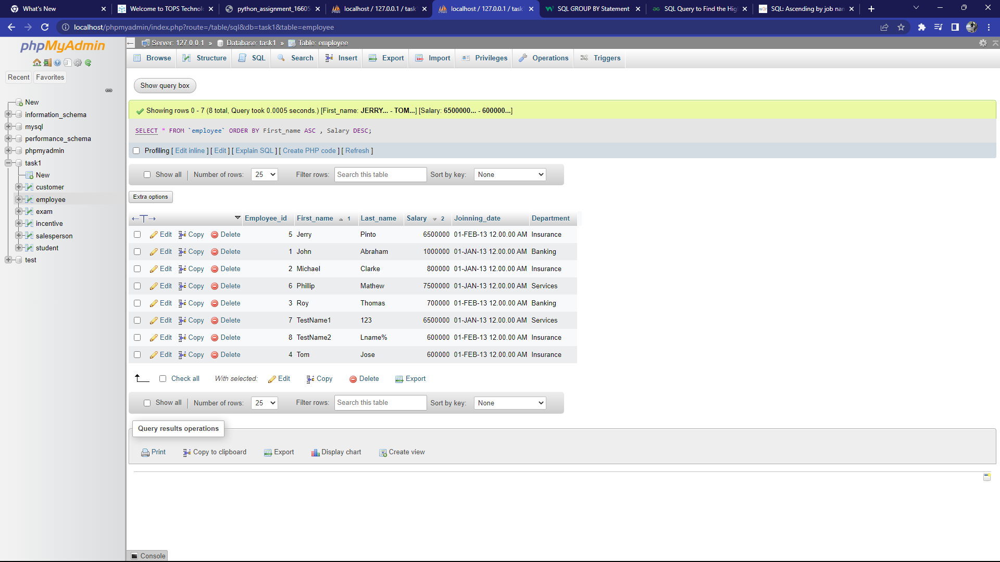 What's New
Welcome to TOPS Technol
python_assignment_16605
localhost / 127.0.0.1 / task
localhost / 127.0.0.1 / task
SQL GROUP BY Statement
SQL Query to Find the Hig
SQL: Ascending by job nam
localhost/phpmyadmin/index.php?route=/table/sql&db=task1&table=employee
phpMyAdmin
Recent
Favorites
New
information_schema
mysql
performance_schema
phpmyadmin
task1
New
customer
employee
exam
incentive
salesperson
student
test
Server: 127.0.0.1 » Database: task1 » Table: employee
Browse Structure SQL Search Insert Export Import Privileges Operations Triggers
Show query box
Showing rows 0 - 7 (8 total, Query took 0.0005 seconds.) [First_name: JERRY... - TOM...] [Salary: 6500000... - 600000...]
SELECT * FROM `employee` ORDER BY First_name ASC , Salary DESC;
Profiling [ Edit inline ] [ Edit ] [ Explain SQL ] [ Create PHP code ] [ Refresh ]
Show all Number of rows: 25 Filter rows: Search this table Sort by key: None
Extra options
Employee_id First_name 1 Last_name Salary 2 Joinning_date Department
Edit Copy Delete 5 Jerry Pinto 6500000 01-FEB-13 12.00.00 AM Insurance
Edit Copy Delete 1 John Abraham 1000000 01-JAN-13 12.00.00 AM Banking
Edit Copy Delete 2 Michael Clarke 800000 01-JAN-13 12.00.00 AM Insurance
Edit Copy Delete 6 Phillip Mathew 7500000 01-JAN-13 12.00.00 AM Services
Edit Copy Delete 3 Roy Thomas 700000 01-FEB-13 12.00.00 AM Banking
Edit Copy Delete 7 TestName1 123 6500000 01-JAN-13 12.00.00 AM Services
Edit Copy Delete 8 TestName2 Lname% 600000 01-FEB-13 12.00.00 AM Insurance
Edit Copy Delete 4 Tom Jose 600000 01-FEB-13 12.00.00 AM Insurance
Check all With selected: Edit Copy Delete Export
Show all Number of rows: 25 Filter rows: Search this table Sort by key: None
Query results operations
Print Copy to clipboard Export Display chart Create view
Console